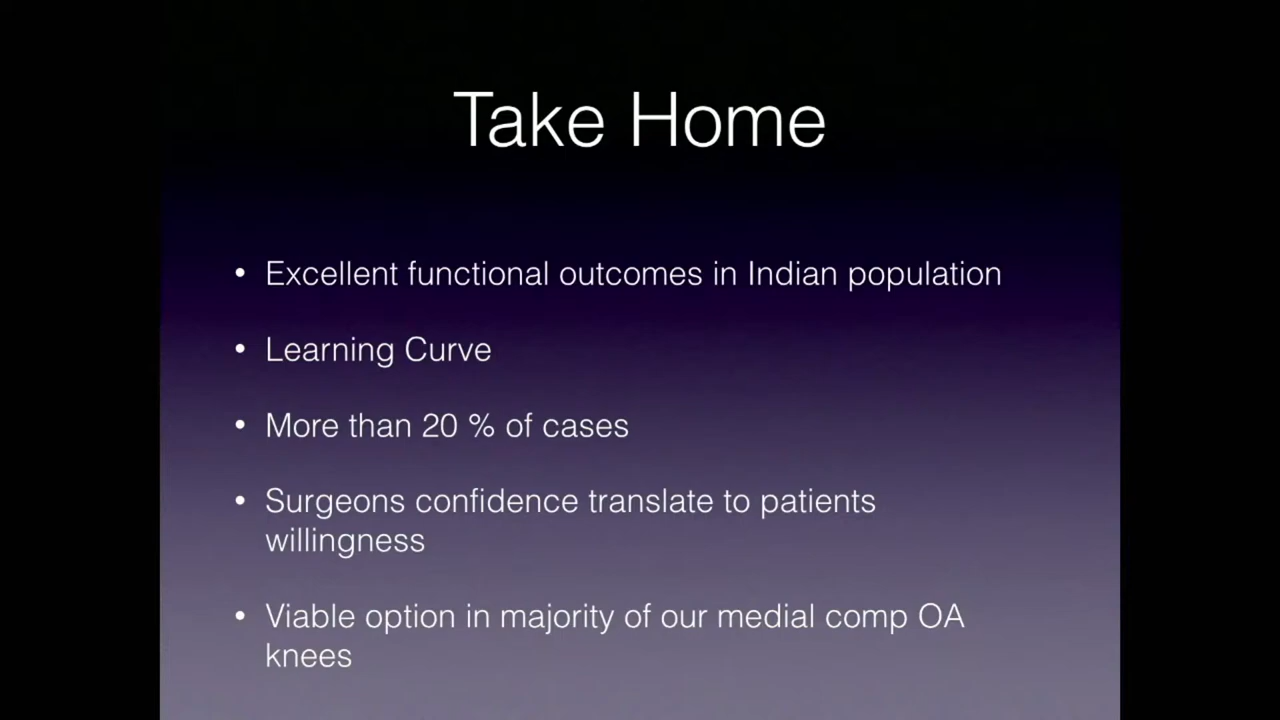 Take Home
• Excellent functional outcomes in Indian population
• Learning Curve
• More than 20 % of cases
• Surgeons confidence translate to patients
willingness
• Viable option in majority of our medial comp OA
knees